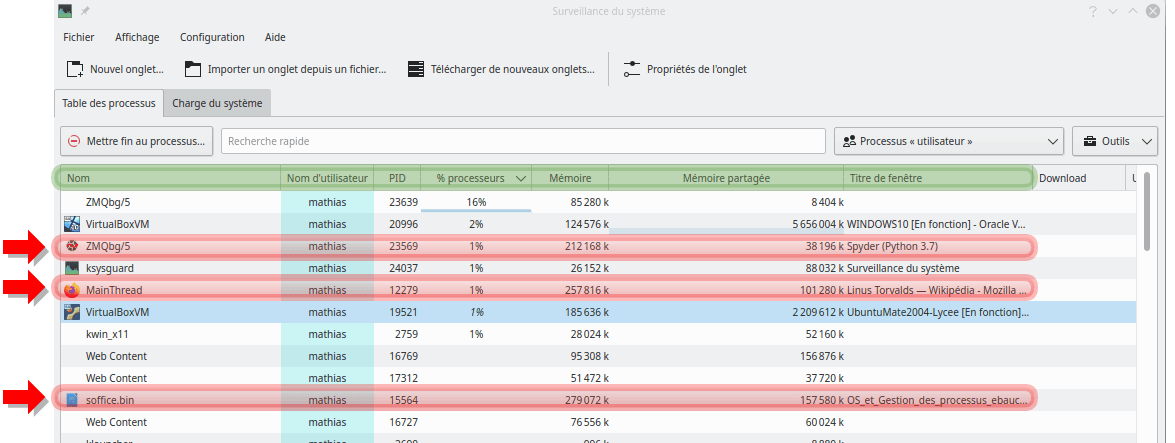 Surveillance du système
Fichier Affichage Configuration Aide
Nouvel onglet... Importer un onglet depuis un fichier... Télécharger de nouveaux onglets... Propriétés de l'onglet
Table des processus Charge du système
Mettre fin au processus... Recherche rapide Processus « utilisateur » Outils
Nom Nom d'utilisateur PID % processeurs Mémoire Mémoire partagée Titre de fenêtre Download
ZMQbg/5 mathias 23639 16% 85 280 k 8 404 k
VirtualBoxVM mathias 20996 2% 124 576 k 5 656 004 k WINDOWS10 [En fonction] - Oracle V...
ZMQbg/5 mathias 23569 1% 212 168 k 38 196 k Spyder (Python 3.7)
ksysguard mathias 24037 1% 26 152 k 88 032 k Surveillance du système
MainThread mathias 12279 1% 257 816 k 101 280 k Linus Torvalds — Wikipédia - Mozilla ...
VirtualBoxVM mathias 19521 1% 185 636 k 2 209 612 k UbuntuMate2004-Lycee [En fonction]...
kwin_x11 mathias 2759 1% 28 024 k 52 160 k
Web Content mathias 16769 95 308 k 156 876 k
Web Content mathias 17312 51 472 k 37 720 k
soffice.bin mathias 15564 279 072 k 157 580 k OS_et_Gestion_des_processus_ebauc...
Web Content mathias 16727 76 556 k 60 024 k